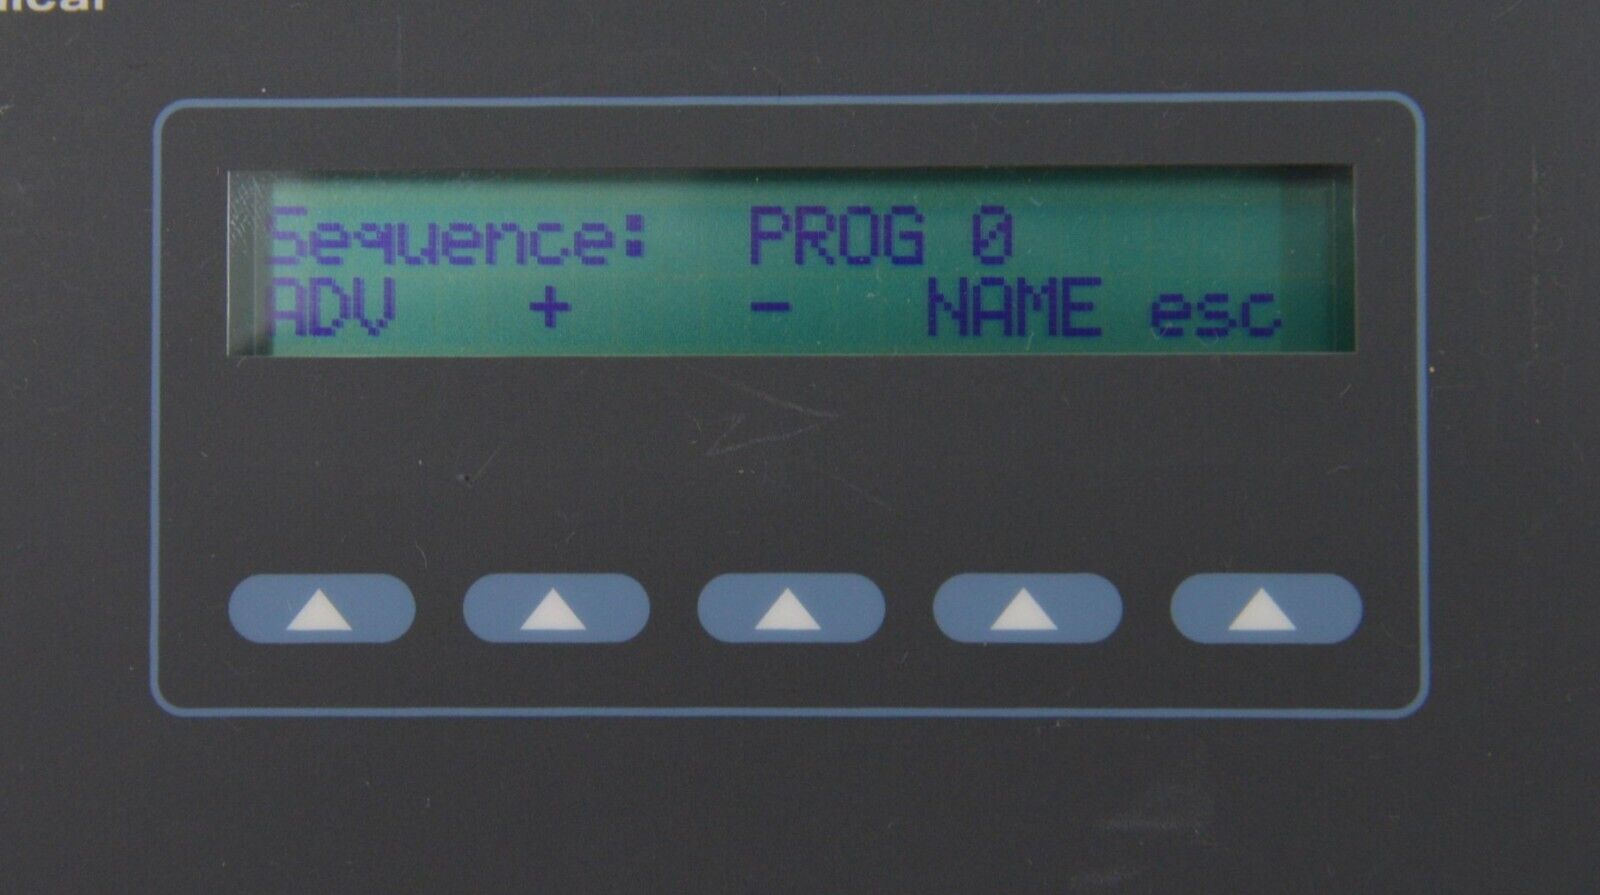 Sequence: PROG 0
ADV + - NAME esc